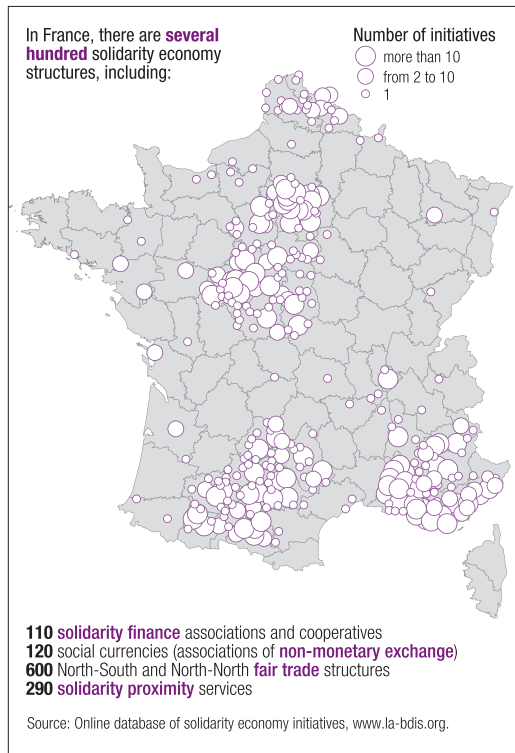 In France, there are several
hundred solidarity economy
structures, including:
Number of initiatives
more than 10
from 2 to 10
1
110 solidarity finance associations and cooperatives
120 social currencies (associations of non-monetary exchange)
600 North-South and North-North fair trade structures
290 solidarity proximity services
Source: Online database of solidarity economy initiatives, www.la-bdis.org.